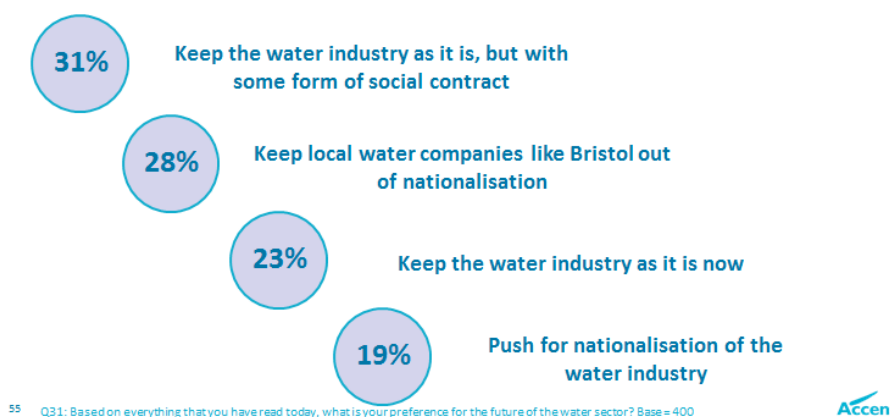 31%
Keep the water industry as it is, but with
some form of social contract
28%
Keep local water companies like Bristol out
of nationalisation
23%
Keep the water industry as it is now
19%
Push for nationalisation of the
water industry
55
Q31: Based on everything that you have read today, what is your preference for the future of the water sector? Base = 400
Accen